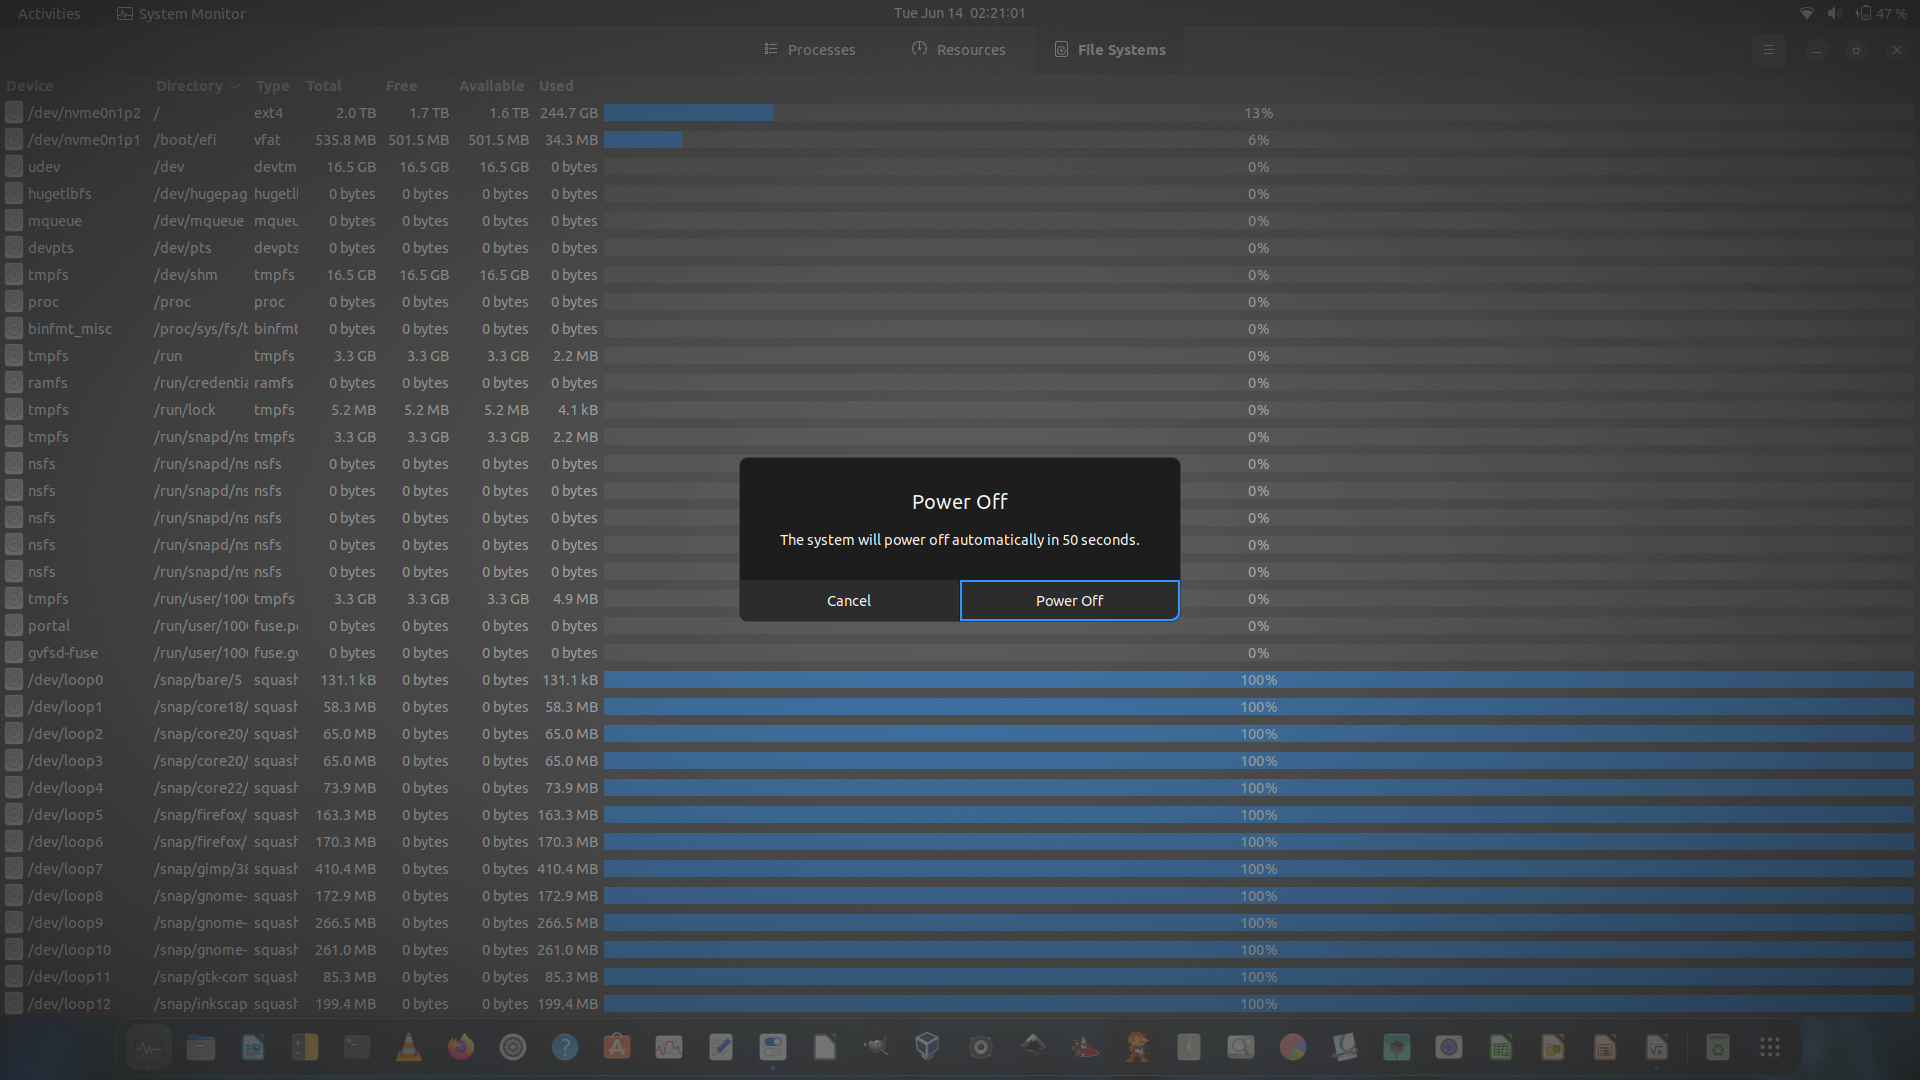 Activities System Monitor Tue Jun 14 02:21:01 47 %
Processes Resources File Systems
Device Directory Type Total Free Available Used
/dev/nvme0n1p2 / ext4 2.0 TB 1.7 TB 1.6 TB 244.7 GB 13%
/dev/nvme0n1p1 /boot/efi vfat 535.8 MB 501.5 MB 501.5 MB 34.3 MB 6%
udev /dev devtm 16.5 GB 16.5 GB 16.5 GB 0 bytes 0%
hugetlbfs /dev/hugepag hugetl 0 bytes 0 bytes 0 bytes 0 bytes 0%
mqueue /dev/mqueue mqueu 0 bytes 0 bytes 0 bytes 0 bytes 0%
devpts /dev/pts devpts 0 bytes 0 bytes 0 bytes 0 bytes 0%
tmpfs /dev/shm tmpfs 16.5 GB 16.5 GB 16.5 GB 0 bytes 0%
proc /proc proc 0 bytes 0 bytes 0 bytes 0 bytes 0%
binfmt_misc /proc/sys/fs/b binfmt 0 bytes 0 bytes 0 bytes 0 bytes 0%
tmpfs /run tmpfs 3.3 GB 3.3 GB 3.3 GB 2.2 MB 0%
ramfs /run/credentia ramfs 0 bytes 0 bytes 0 bytes 0 bytes 0%
tmpfs /run/lock tmpfs 5.2 MB 5.2 MB 5.2 MB 4.1 kB 0%
tmpfs /run/snapd/ns tmpfs 3.3 GB 3.3 GB 3.3 GB 2.2 MB 0%
nsfs /run/snapd/ns nsfs 0 bytes 0 bytes 0 bytes 0 bytes 0%
nsfs /run/snapd/ns nsfs 0 bytes 0 bytes 0 bytes 0 bytes 0%
nsfs /run/snapd/ns nsfs 0 bytes 0 bytes 0 bytes 0 bytes 0%
nsfs /run/snapd/ns nsfs 0 bytes 0 bytes 0 bytes 0 bytes 0%
nsfs /run/snapd/ns nsfs 0 bytes 0 bytes 0 bytes 0 bytes 0%
tmpfs /run/user/100 tmpfs 3.3 GB 3.3 GB 3.3 GB 4.9 MB 0%
portal /run/user/100 fuse.p 0 bytes 0 bytes 0 bytes 0 bytes 0%
gvfsd-fuse /run/user/100 fuse.gv 0 bytes 0 bytes 0 bytes 0 bytes 0%
/dev/loop0 /snap/bare/5 squash 131.1 kB 0 bytes 0 bytes 131.1 kB 100%
/dev/loop1 /snap/core18/ squash 58.3 MB 0 bytes 0 bytes 58.3 MB 100%
/dev/loop2 /snap/core20/ squash 65.0 MB 0 bytes 0 bytes 65.0 MB 100%
/dev/loop3 /snap/core20/ squash 65.0 MB 0 bytes 0 bytes 65.0 MB 100%
/dev/loop4 /snap/core22/ squash 73.9 MB 0 bytes 0 bytes 73.9 MB 100%
/dev/loop5 /snap/firefox/ squash 163.3 MB 0 bytes 0 bytes 163.3 MB 100%
/dev/loop6 /snap/firefox/ squash 170.3 MB 0 bytes 0 bytes 170.3 MB 100%
/dev/loop7 /snap/gimp/38 squash 410.4 MB 0 bytes 0 bytes 410.4 MB 100%
/dev/loop8 /snap/gnome- squash 172.9 MB 0 bytes 0 bytes 172.9 MB 100%
/dev/loop9 /snap/gnome- squash 266.5 MB 0 bytes 0 bytes 266.5 MB 100%
/dev/loop10 /snap/gnome- squash 261.0 MB 0 bytes 0 bytes 261.0 MB 100%
/dev/loop11 /snap/gtk-com squash 85.3 MB 0 bytes 0 bytes 85.3 MB 100%
/dev/loop12 /snap/inkscap squash 199.4 MB 0 bytes 0 bytes 199.4 MB 100%
Power Off
The system will power off automatically in 50 seconds.
Cancel Power Off